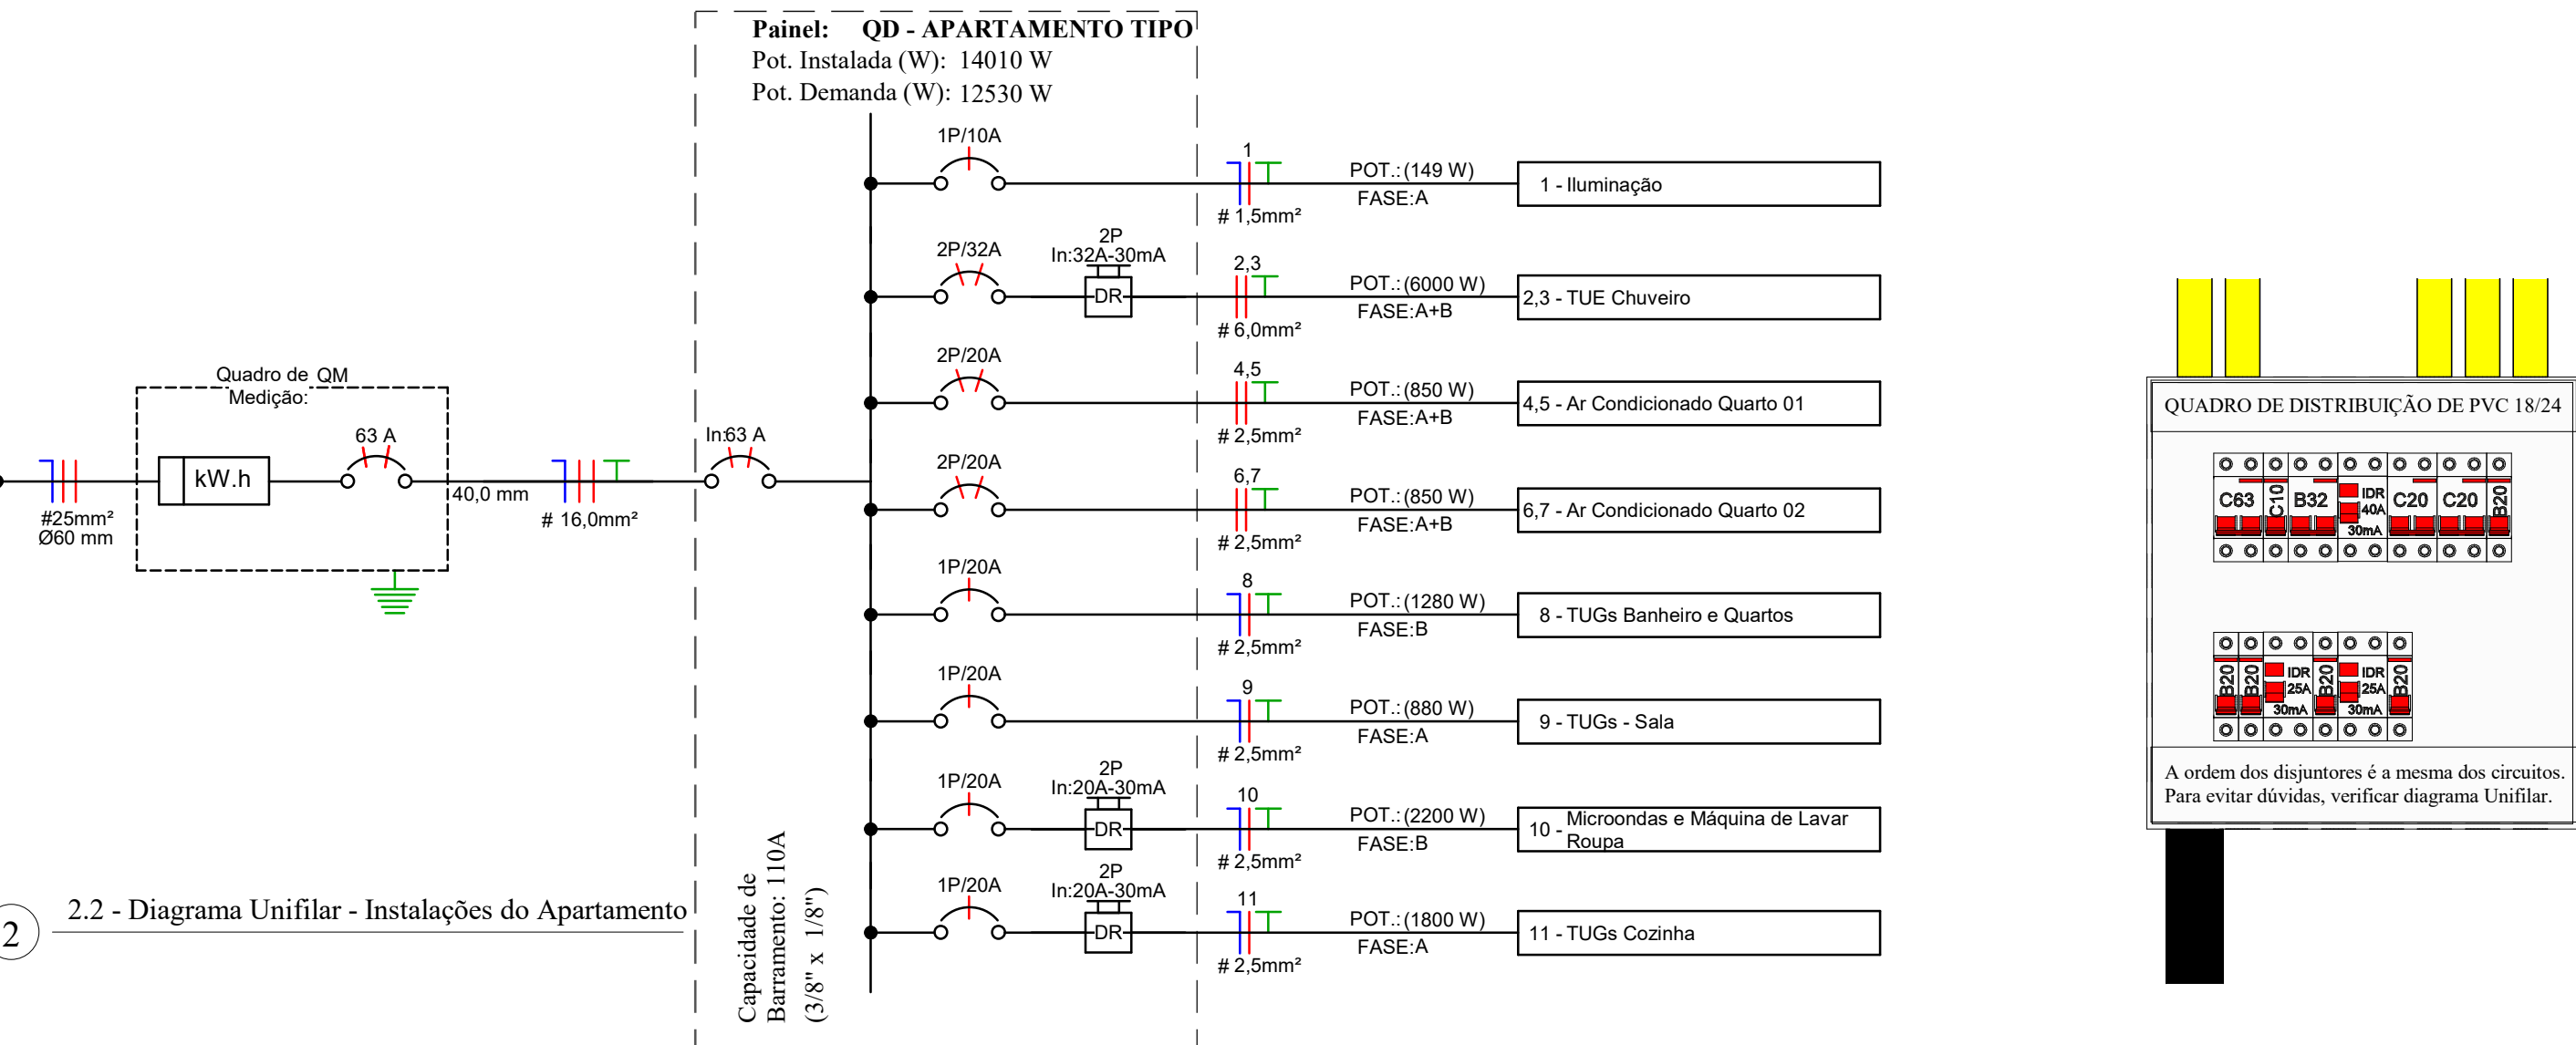 Painel: QD - APARTAMENTO TIPO
Pot. Instalada (W): 14010 W
Pot. Demanda (W): 12530 W
#25mm²
Ø60 mm
Quadro de QM
Medição:
kW.h
63 A
40,0 mm
# 16,0mm²
In:63 A
1P/10A
1
# 1,5mm²
POT.:(149 W)
FASE:A
1 - Iluminação
2P/32A
2P
In:32A-30mA
DR
2,3
# 6,0mm²
POT.:(6000 W)
FASE:A+B
2,3 - TUE Chuveiro
2P/20A
4,5
# 2,5mm²
POT.:(850 W)
FASE:A+B
4,5 - Ar Condicionado Quarto 01
2P/20A
6,7
# 2,5mm²
POT.:(850 W)
FASE:A+B
6,7 - Ar Condicionado Quarto 02
1P/20A
8
# 2,5mm²
POT.:(1280 W)
FASE:B
8 - TUGs Banheiro e Quartos
1P/20A
9
# 2,5mm²
POT.:(880 W)
FASE:A
9 - TUGs - Sala
1P/20A
2P
In:20A-30mA
DR
10
# 2,5mm²
POT.:(2200 W)
FASE:B
10 - Microondas e Máquina de Lavar
Roupa
1P/20A
2P
In:20A-30mA
DR
11
# 2,5mm²
POT.:(1800 W)
FASE:A
11 - TUGs Cozinha
Capacidade de
Barramento: 110A
(3/8" x 1/8")
2
2.2 - Diagrama Unifilar - Instalações do Apartamento
QUADRO DE DISTRIBUIÇÃO DE PVC 18/24
C63
C10
B32
IDR
40A
30mA
C20
C20
B20
B20
B20
IDR
25A
30mA
B20
IDR
25A
30mA
B20
A ordem dos disjuntores é a mesma dos circuitos.
Para evitar dúvidas, verificar diagrama Unifilar.